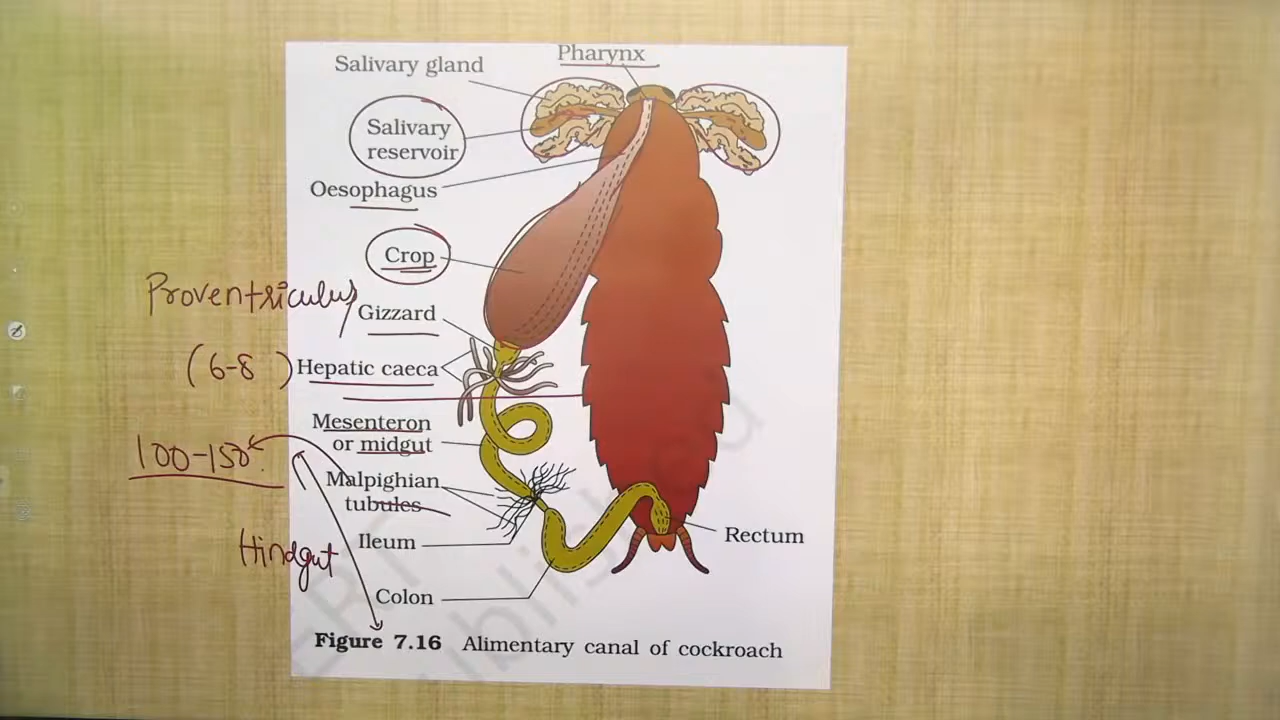 Pharynx
Salivary gland
Salivary
reservoir
Oesophagus
Crop
Proventriculus
Gizzard
(6-8) Hepatic caeca
Mesenteron
or midgut
100-150
Malpighian
tubules
Ileum
Rectum
Hindgut
Colon
Figure 7.16 Alimentary canal of cockroach